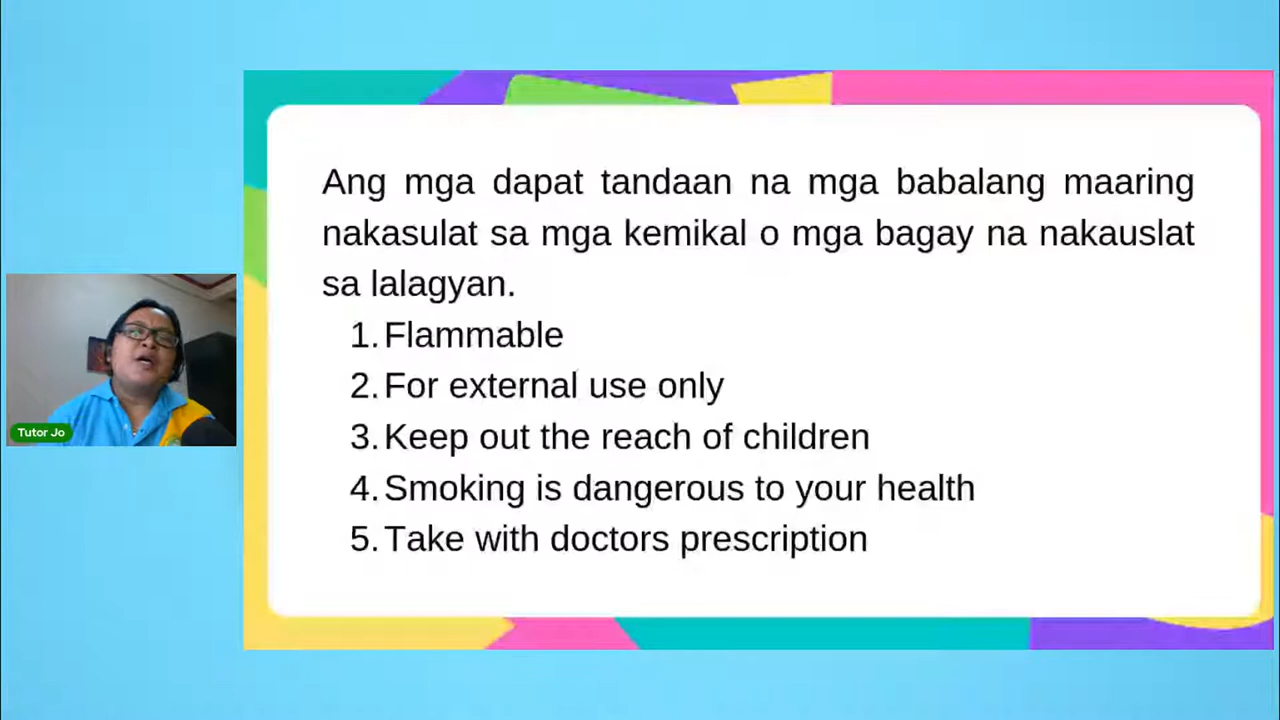 Ang mga dapat tandaan na mga babalang maaring
nakasulat sa mga kemikal o mga bagay na nakauslat
sa lalagyan.
1. Flammable
2. For external use only
3. Keep out the reach of children
4. Smoking is dangerous to your health
5. Take with doctors prescription
Tutor Jo